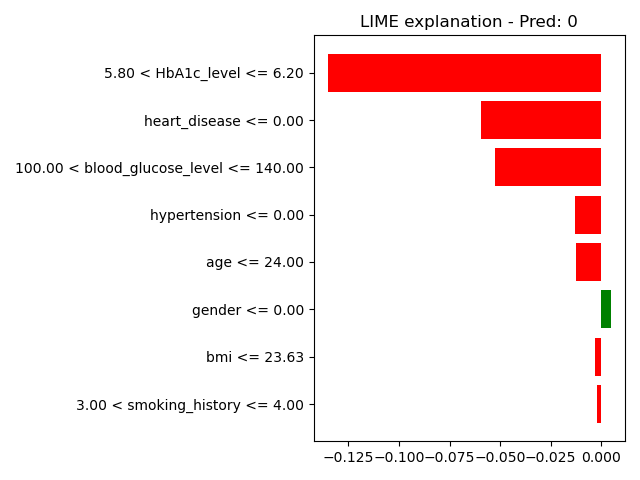 LIME explanation - Pred: 0
5.80 < HbA1c_level <= 6.20
heart_disease <= 0.00
100.00 < blood_glucose_level <= 140.00
hypertension <= 0.00
age <= 24.00
gender <= 0.00
bmi <= 23.63
3.00 < smoking_history <= 4.00
−0.125 −0.100 −0.075 −0.050 −0.025 0.000